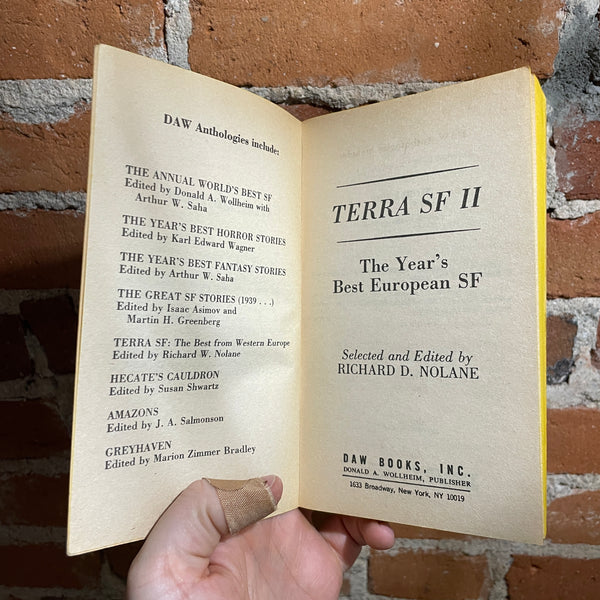 DAW Anthologies include:
THE ANNUAL WORLD'S BEST SF
Edited by Donald A. Wollheim with
Arthur W. Saha
THE YEAR'S BEST HORROR STORIES
Edited by Karl Edward Wagner
THE YEAR'S BEST FANTASY STORIES
Edited by Arthur W. Saha
THE GREAT SF STORIES (1939 . . .)
Edited by Isaac Asimov and
Martin H. Greenberg
TERRA SF: The Best from Western Europe
Edited by Richard W. Nolane
HECATE'S CAULDRON
Edited by Susan Shwartz
AMAZONS
Edited by J. A. Salmonson
GREYHAVEN
Edited by Marion Zimmer Bradley
TERRA SF II
The Year's
Best European SF
Selected and Edited by
RICHARD D. NOLANE
DAW BOOKS, INC.
DONALD A. WOLLHEIM, PUBLISHER
1633 Broadway, New York, NY 10019